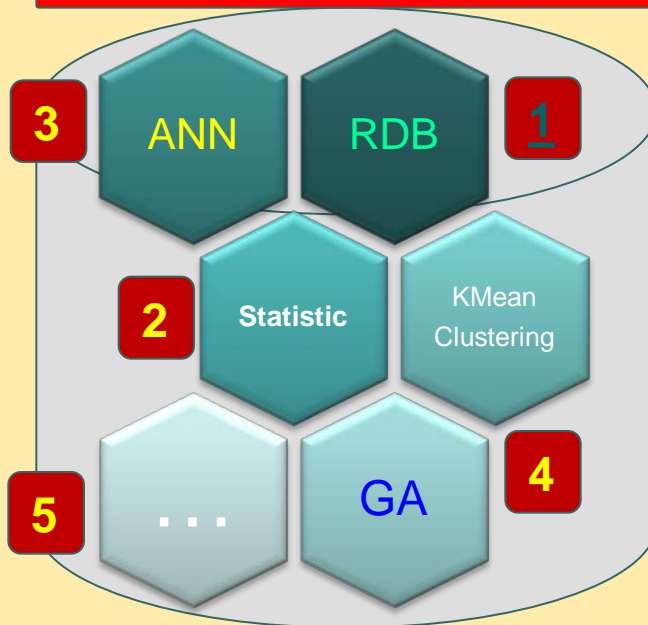 3
ANN
RDB
1
2
Statistic
KMean
Clustering
5
...
GA
4